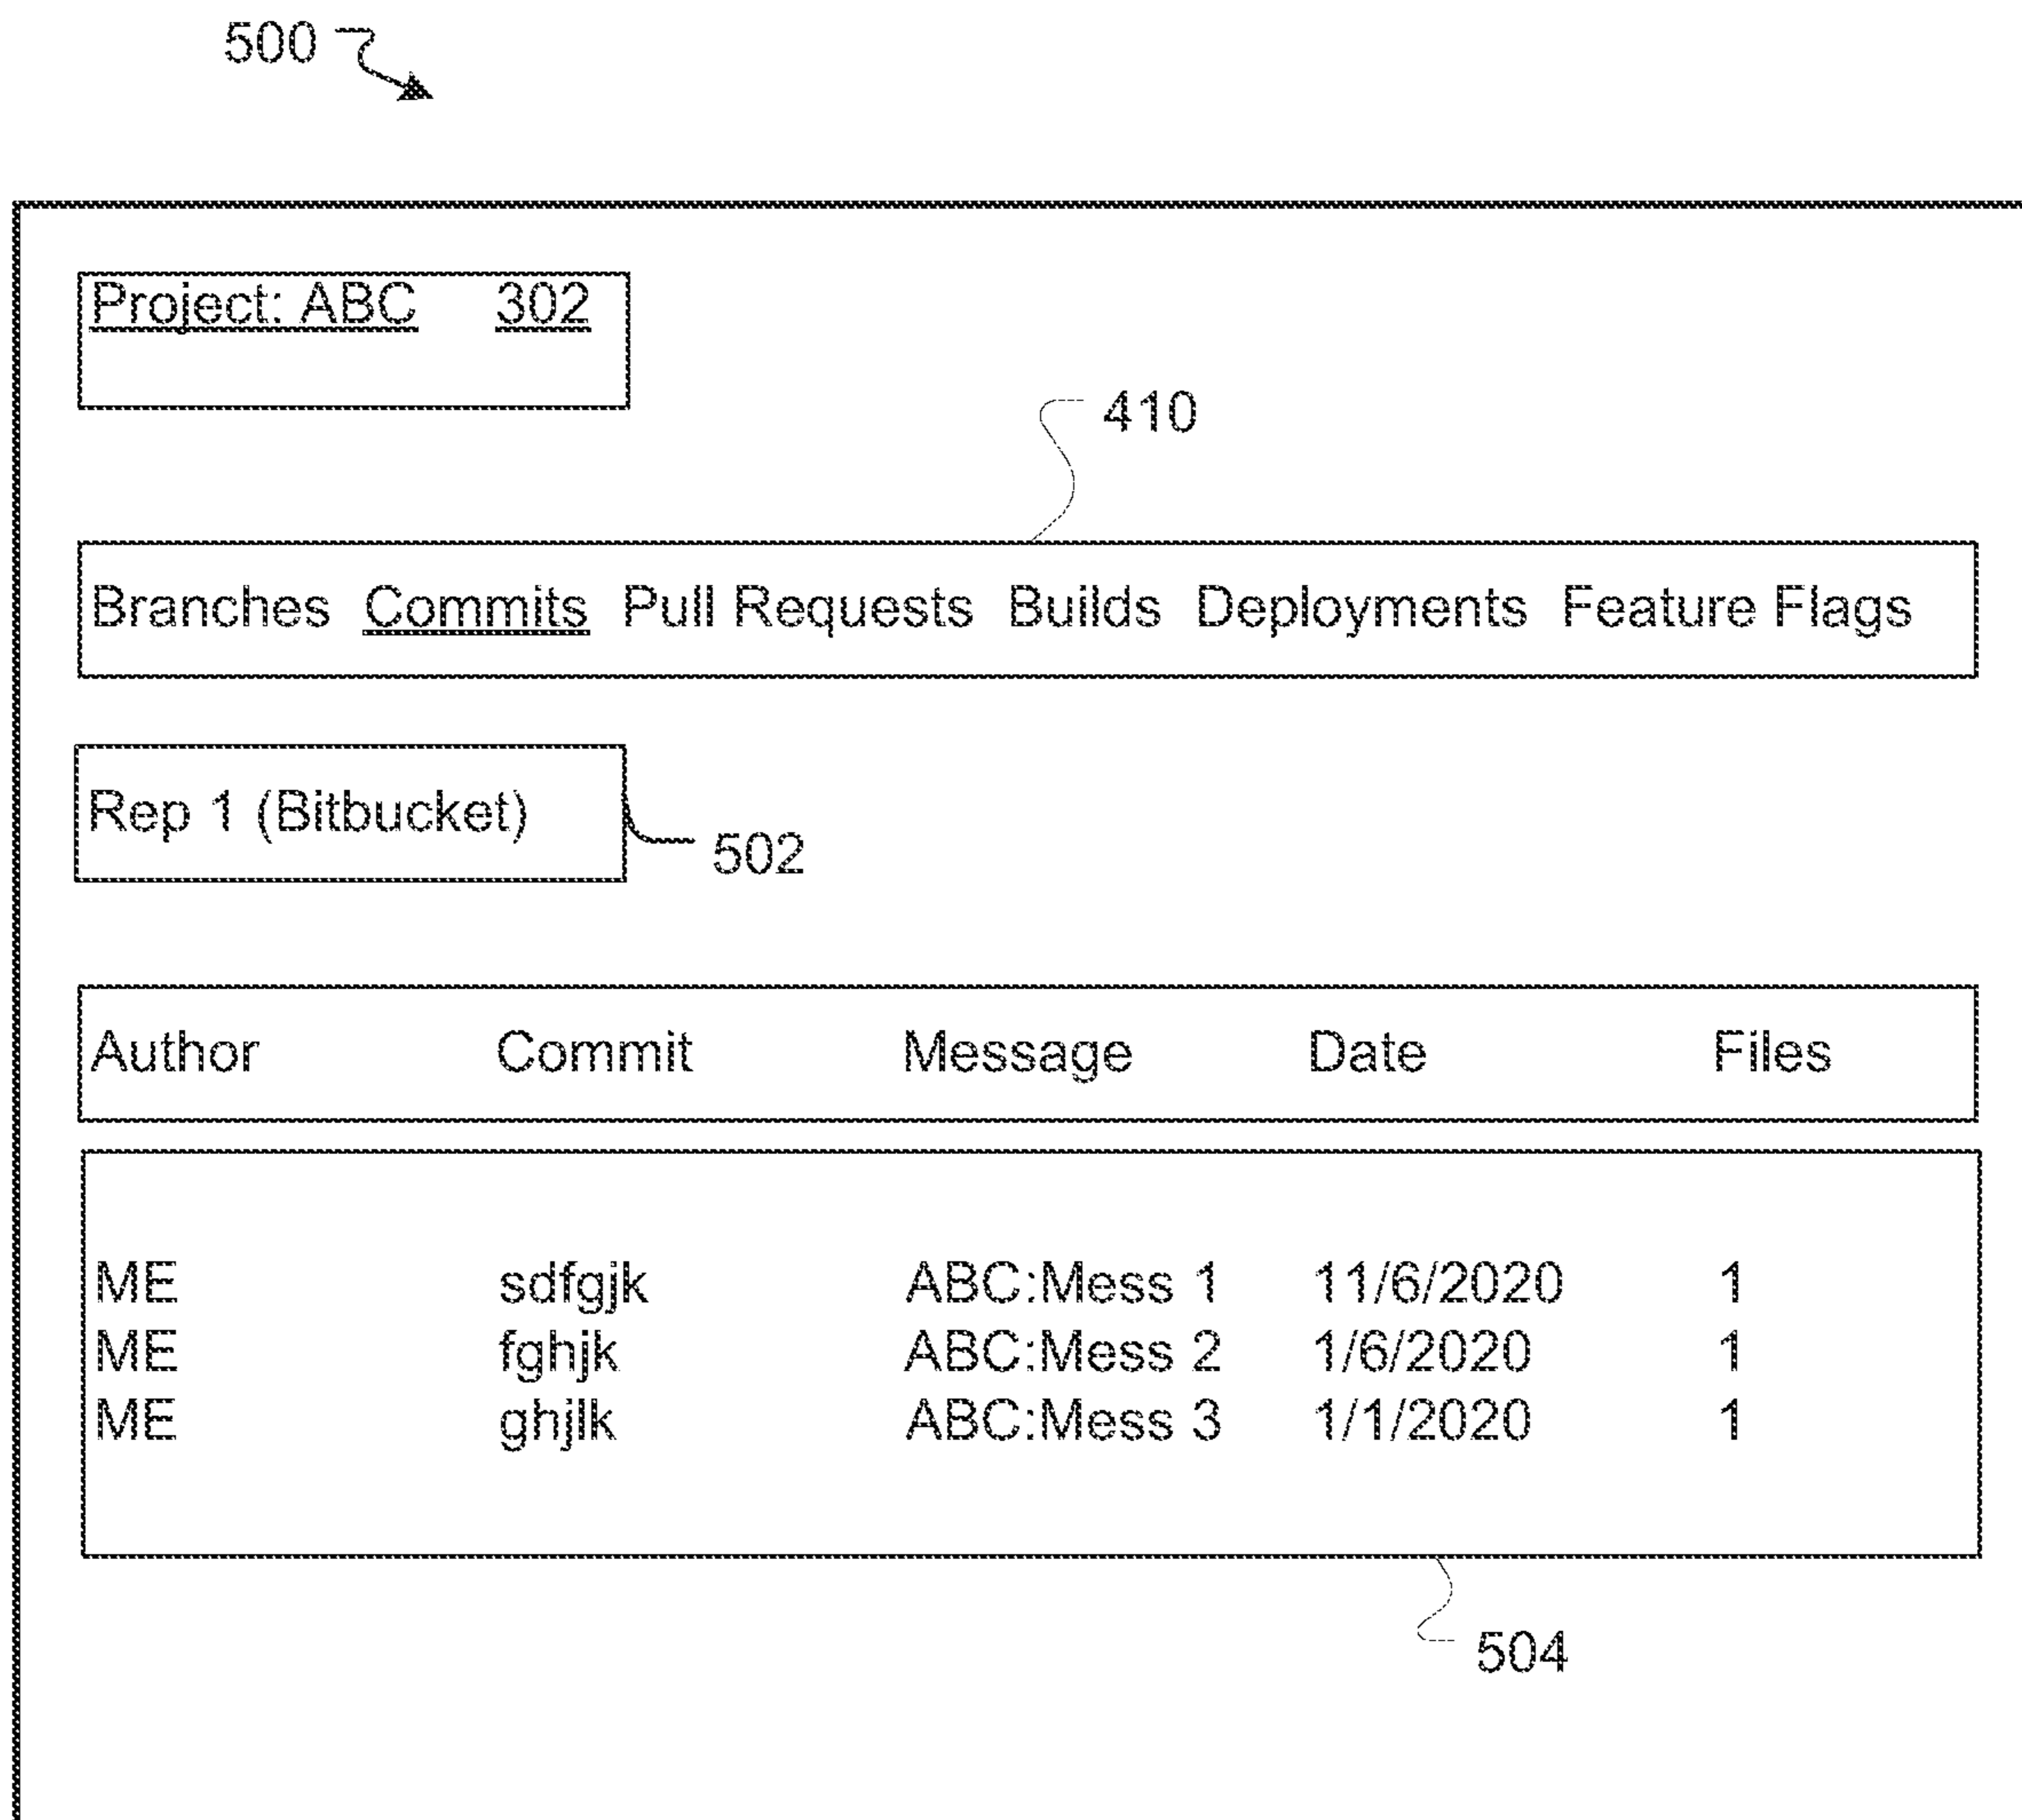 500
Project: ABC 302
410
Branches Commits Pull Requests Builds Deployments Feature Flags
Rep 1 (Bitbucket)
502
Author Commit Message Date Files
ME sdfgjk ABC:Mess 1 11/6/2020 1
ME fghjk ABC:Mess 2 1/6/2020 1
ME ghjlk ABC:Mess 3 1/1/2020 1
504